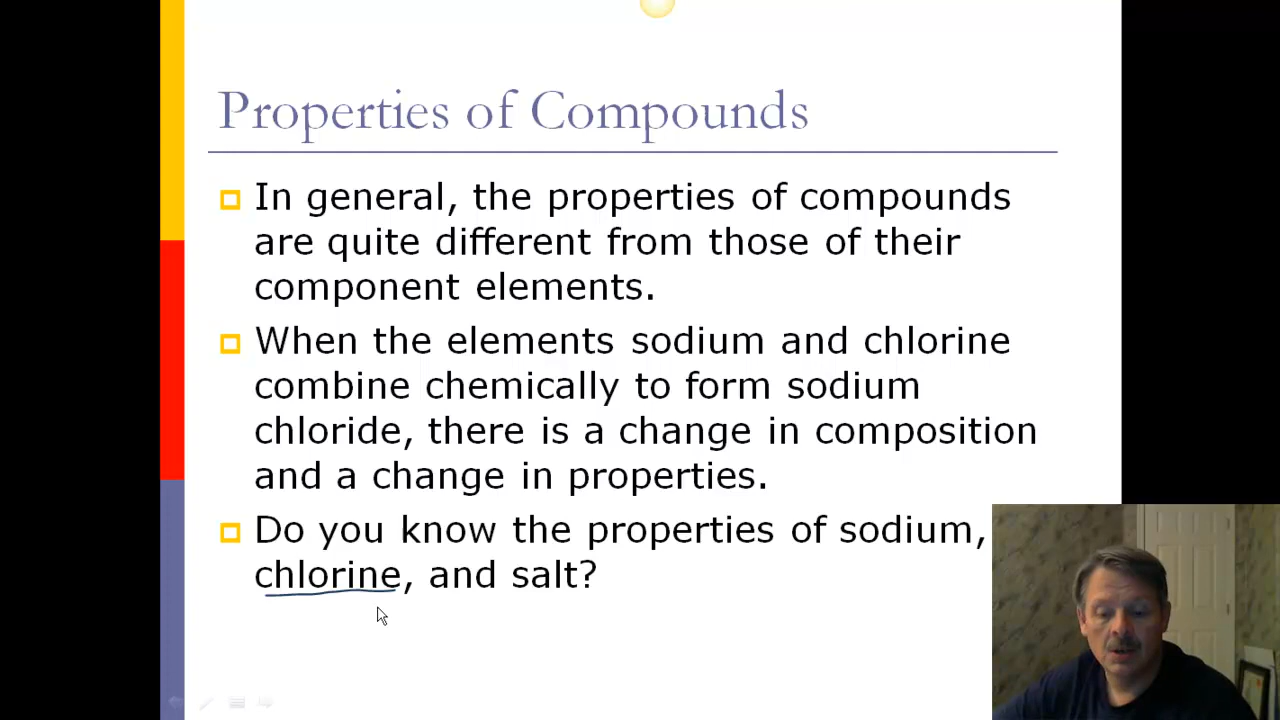 Properties of Compounds
In general, the properties of compounds
are quite different from those of their
component elements.
When the elements sodium and chlorine
combine chemically to form sodium
chloride, there is a change in composition
and a change in properties.
Do you know the properties of sodium,
chlorine, and salt?